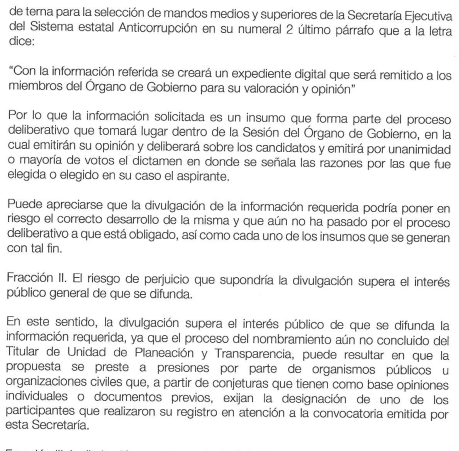 de terna para la selección de mandos medios y superiores de la Secretaría Ejecutiva
del Sistema estatal Anticorrupción en su numeral 2 último párrafo que a la letra
dice:
“Con la información referida se creará un expediente digital que será remitido a los
miembros del Órgano de Gobierno para su valoración y opinión”
Por lo que la información solicitada es un insumo que forma parte del proceso
deliberativo que tomará lugar dentro de la Sesión del Órgano de Gobierno, en la
cual emitirán su opinión y deliberará sobre los candidatos y emitirá por unanimidad
o mayoría de votos el dictamen en donde se señala las razones por las que fue
elegida o elegido en su caso el aspirante.
Puede apreciarse que la divulgación de la información requerida podría poner en
riesgo el correcto desarrollo de la misma y que aún no ha pasado por el proceso
deliberativo a que está obligado, así como cada uno de los insumos que se generan
con tal fin.
Fracción II. El riesgo de perjuicio que supondría la divulgación supera el interés
público general de que se difunda.
En este sentido, la divulgación supera el interés público de que se difunda la
información requerida, ya que el proceso del nombramiento aún no concluido del
Titular de Unidad de Planeación y Transparencia, puede resultar en que la
propuesta se preste a presiones por parte de organismos públicos u
organizaciones civiles que, a partir de conjeturas que tienen como base opiniones
individuales o documentos previos, exijan la designación de uno de los
participantes que realizaron su registro en atención a la convocatoria emitida por
esta Secretaría.